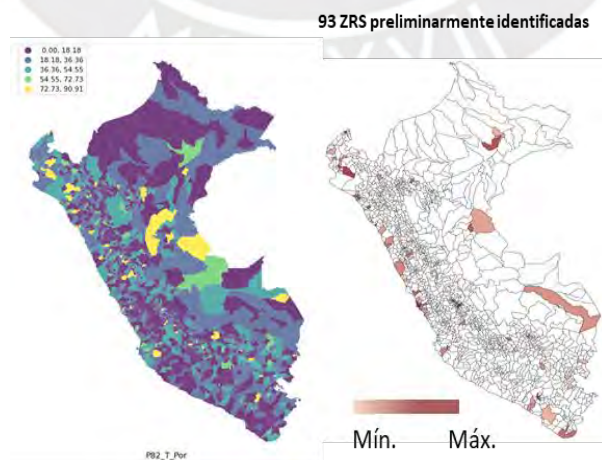 93 ZRS preliminarmente identificadas
0.00, 18.18
18.18, 36.36
36.36, 54.55
54.55, 72.73
72.73, 90.91
Mín. Máx.
P82_T_Por